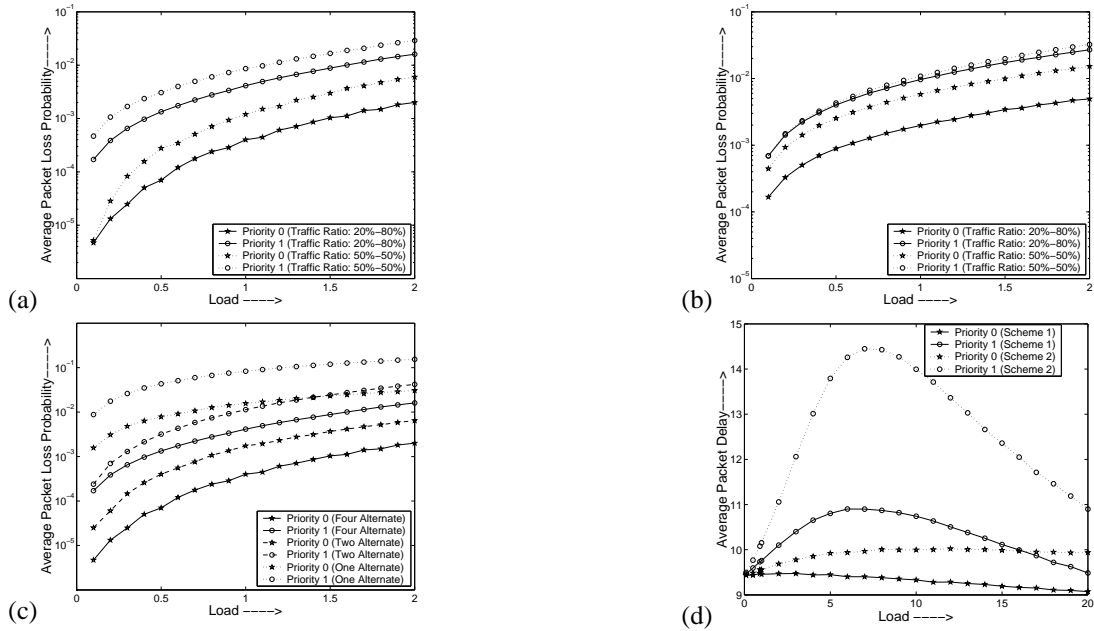 Average Packet Loss Probability---->
10⁻¹
10⁻²
10⁻³
10⁻⁴
10⁻⁵
Priority 0 (Traffic Ratio: 20%−80%)
Priority 1 (Traffic Ratio: 20%−80%)
Priority 0 (Traffic Ratio: 50%−50%)
Priority 1 (Traffic Ratio: 50%−50%)
0 0.5 1 1.5 2
(a) Load ---->
Average Packet Loss Probability---->
10⁻¹
10⁻²
10⁻³
10⁻⁴
10⁻⁵
Priority 0 (Traffic Ratio: 20%−80%)
Priority 1 (Traffic Ratio: 20%−80%)
Priority 0 (Traffic Ratio: 50%−50%)
Priority 1 (Traffic Ratio: 50%−50%)
0 0.5 1 1.5 2
(b) Load ---->
Average Packet Loss Probability---->
10⁻¹
10⁻²
10⁻³
10⁻⁴
10⁻⁵
Priority 0 (Four Alternate)
Priority 1 (Four Alternate)
Priority 0 (Two Alternate)
Priority 1 (Two Alternate)
Priority 0 (One Alternate)
Priority 1 (One Alternate)
0 0.5 1 1.5 2
(c) Load ---->
Average Packet Delay---->
15
14
13
12
11
10
9
Priority 0 (Scheme 1)
Priority 1 (Scheme 1)
Priority 0 (Scheme 2)
Priority 1 (Scheme 2)
0 5 10 15 20
(d) Load ---->